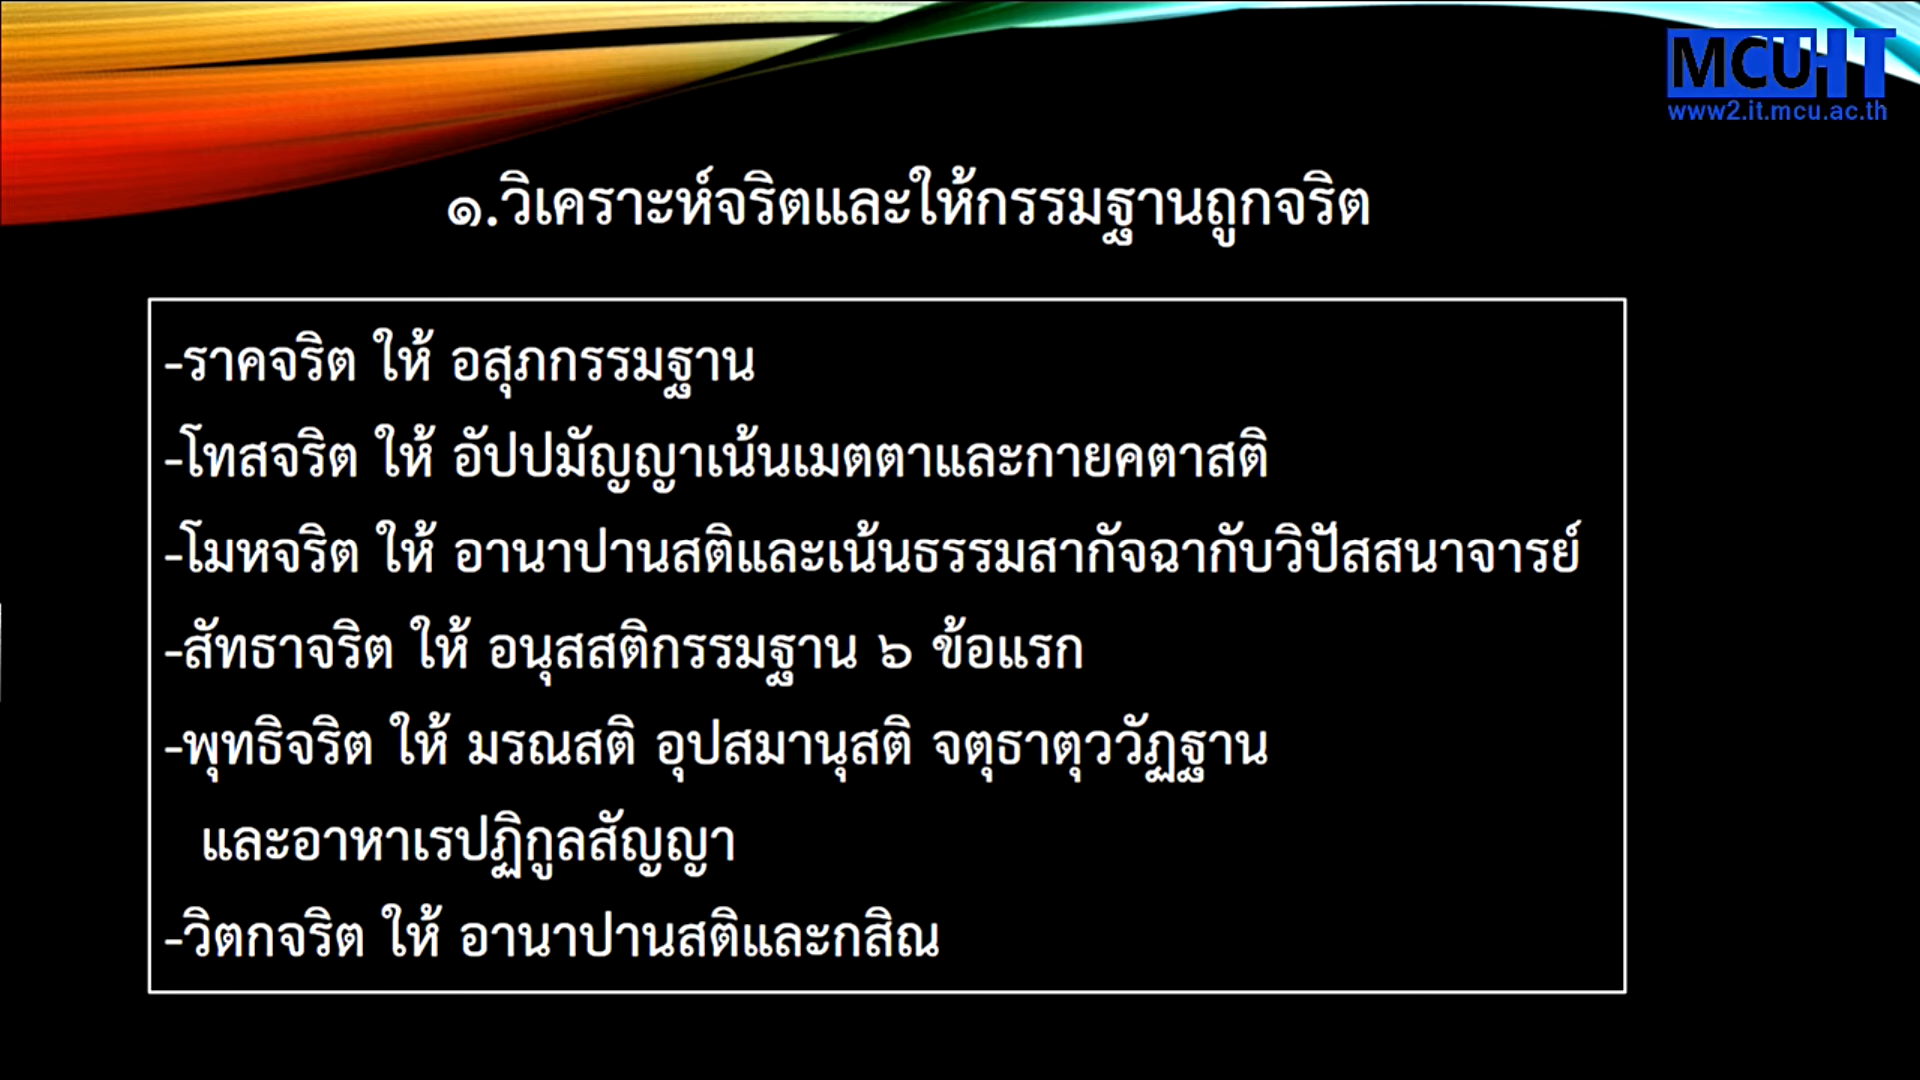 MCU-IT
www2.it.mcu.ac.th
๑.วิเคราะห์จริตและให้กรรมฐานถูกจริต
-ราคจริต ให้ อสุภกรรมฐาน
-โทสจริต ให้ อัปปมัญญาเน้นเมตตาและกายคตาสติ
-โมหจริต ให้ อานาปานสติและเน้นธรรมสากัจฉากับวิปัสสนาจารย์
-สัทธาจริต ให้ อนุสสติกรรมฐาน ๖ ข้อแรก
-พุทธิจริต ให้ มรณสติ อุปสมานุสติ จตุธาตุววัฏฐาน
และอาหาเรปฏิกูลสัญญา
-วิตกจริต ให้ อานาปานสติและกสิณ